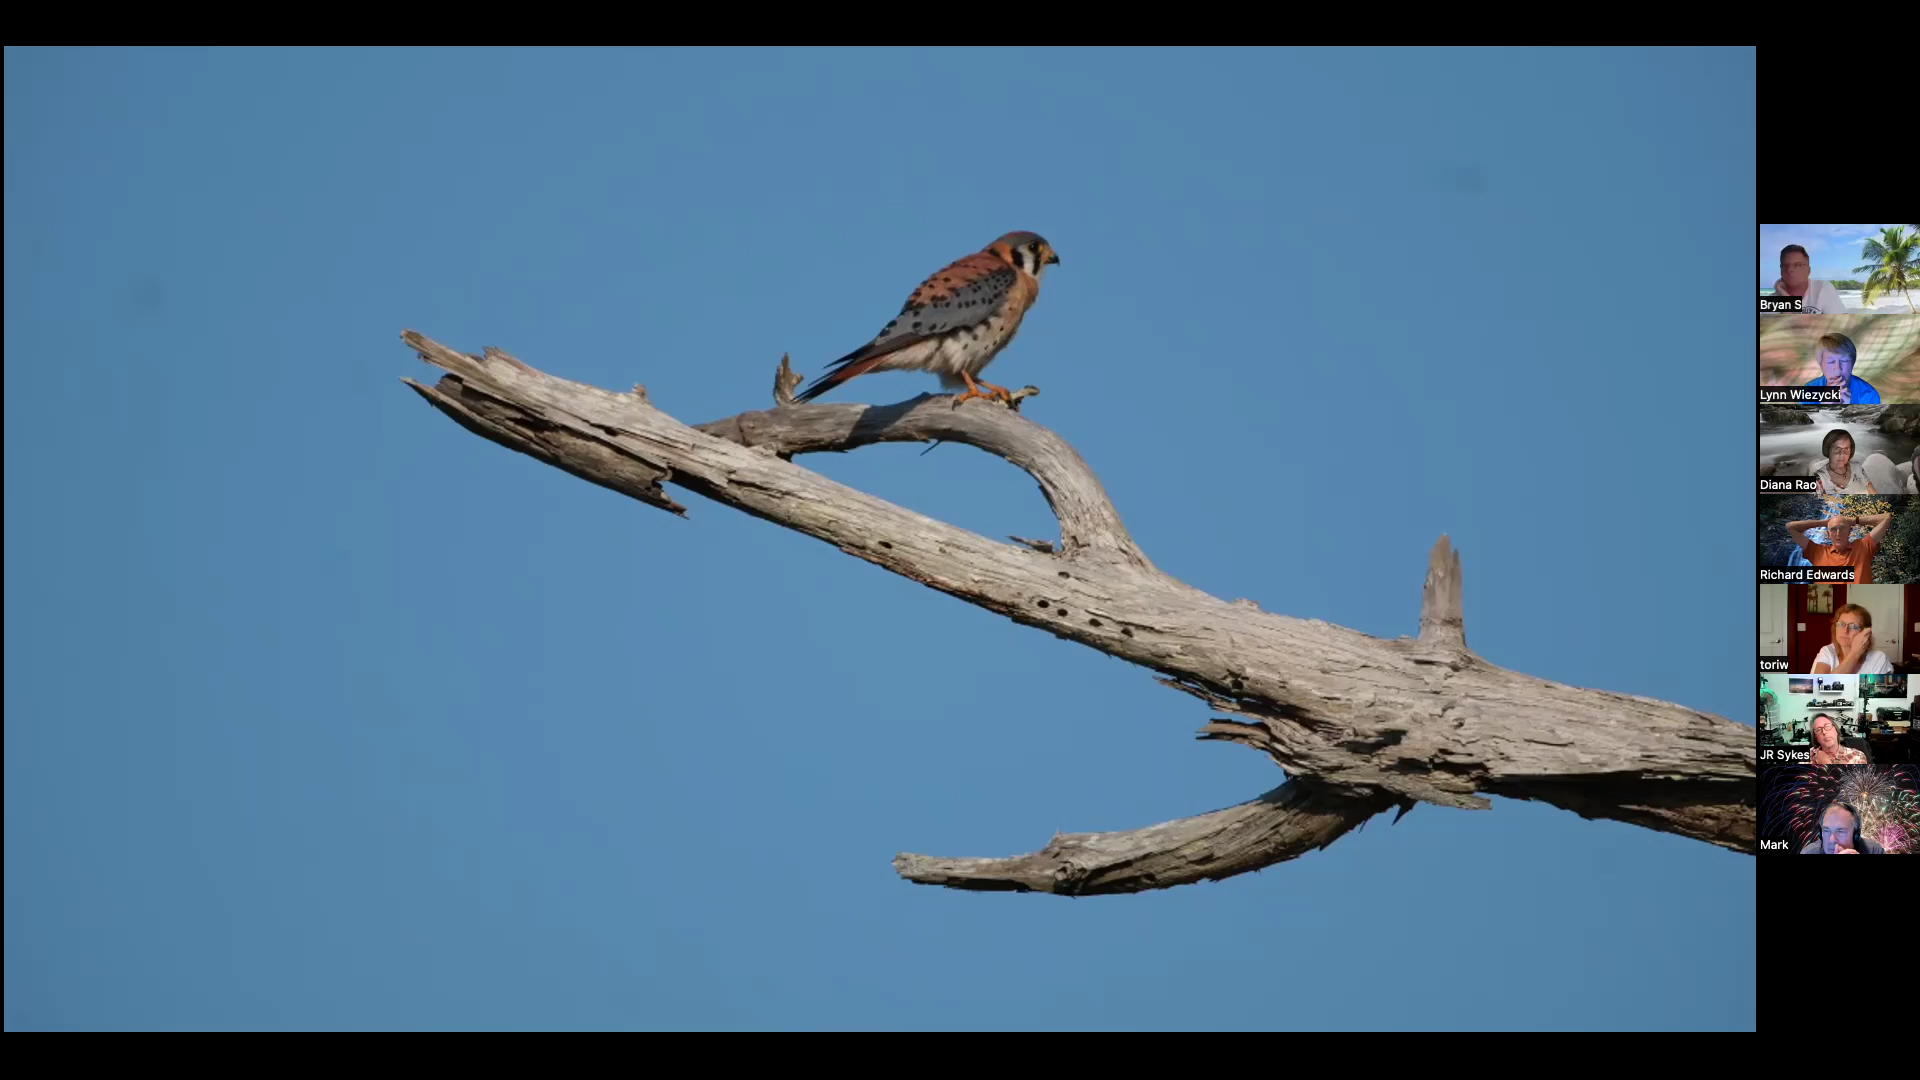 Bryan S
Lynn Wiezycki
Diana Rao
Richard Edwards
toriw
JR Sykes
Mark